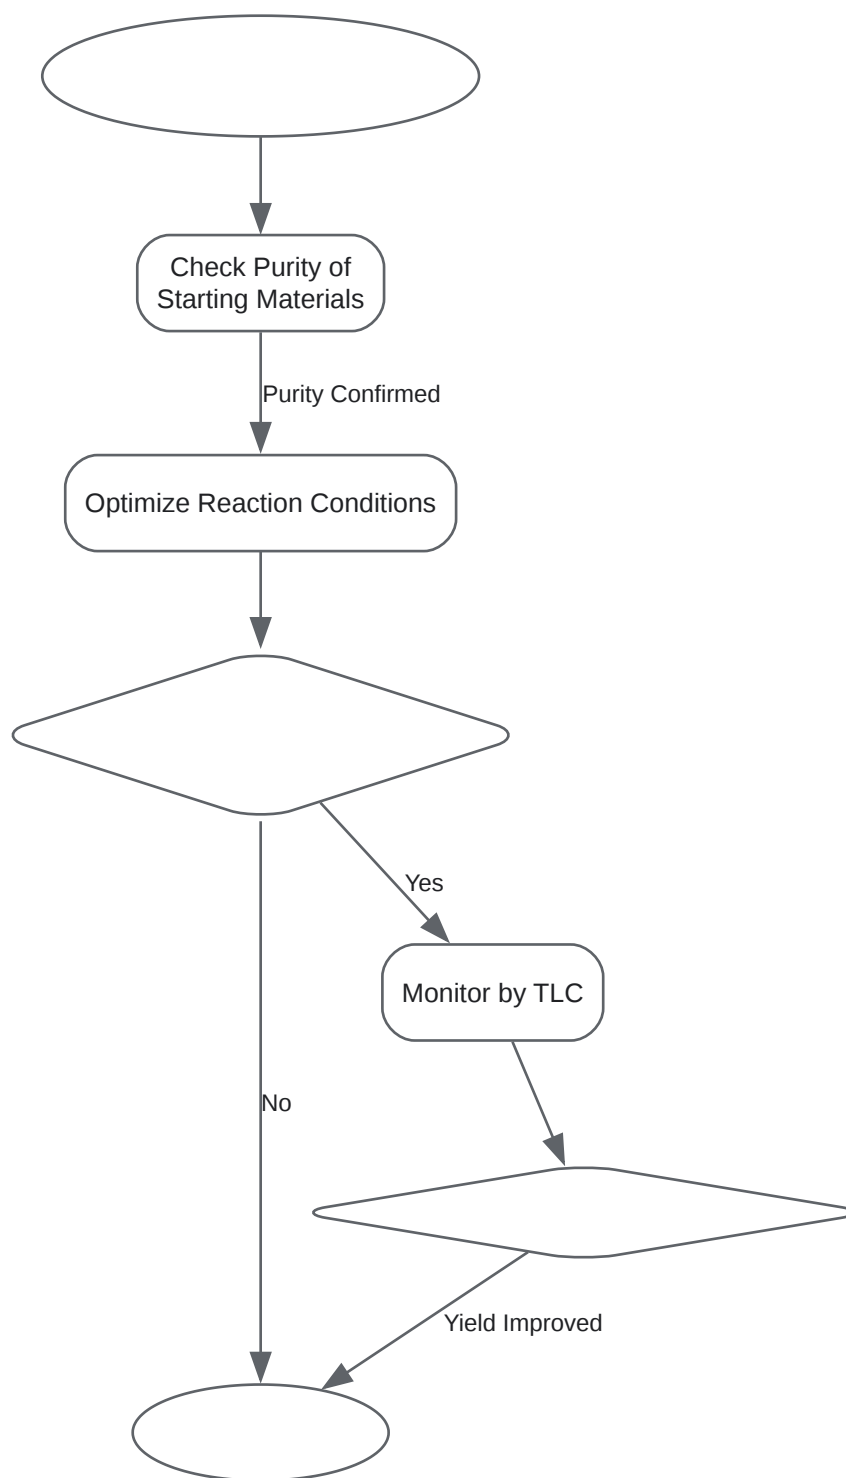 Check Purity of
Starting Materials
Purity Confirmed
Optimize Reaction Conditions
Yes
Monitor by TLC
No
Yield Improved